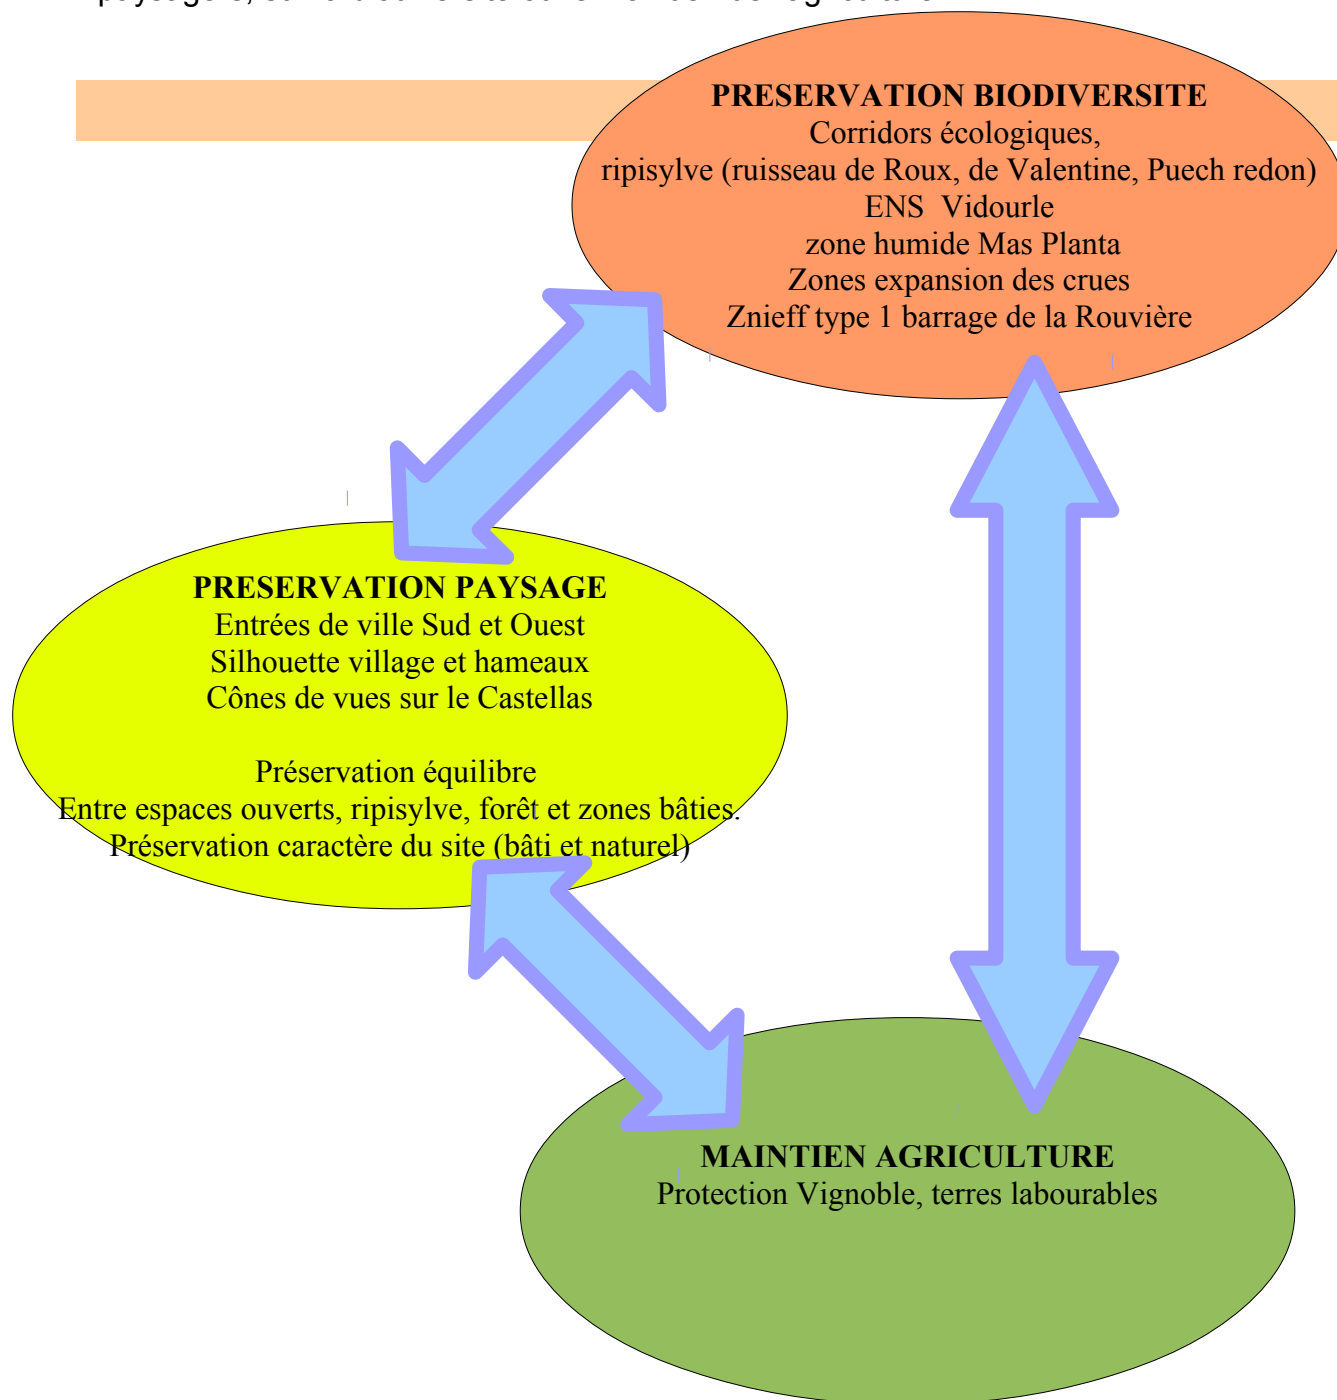 PRESERVATION BIODIVERSITE
Corridors écologiques,
ripisylve (ruisseau de Roux, de Valentine, Puech redon)
ENS Vidourle
zone humide Mas Planta
Zones expansion des crues
Znieff type 1 barrage de la Rouvière
PRESERVATION PAYSAGE
Entrées de ville Sud et Ouest
Silhouette village et hameaux
Cônes de vues sur le Castellas
Préservation équilibre
Entre espaces ouverts, ripisylve, forêt et zones bâties.
Préservation caractère du site (bâti et naturel)
MAINTIEN AGRICULTURE
Protection Vignoble, terres labourables